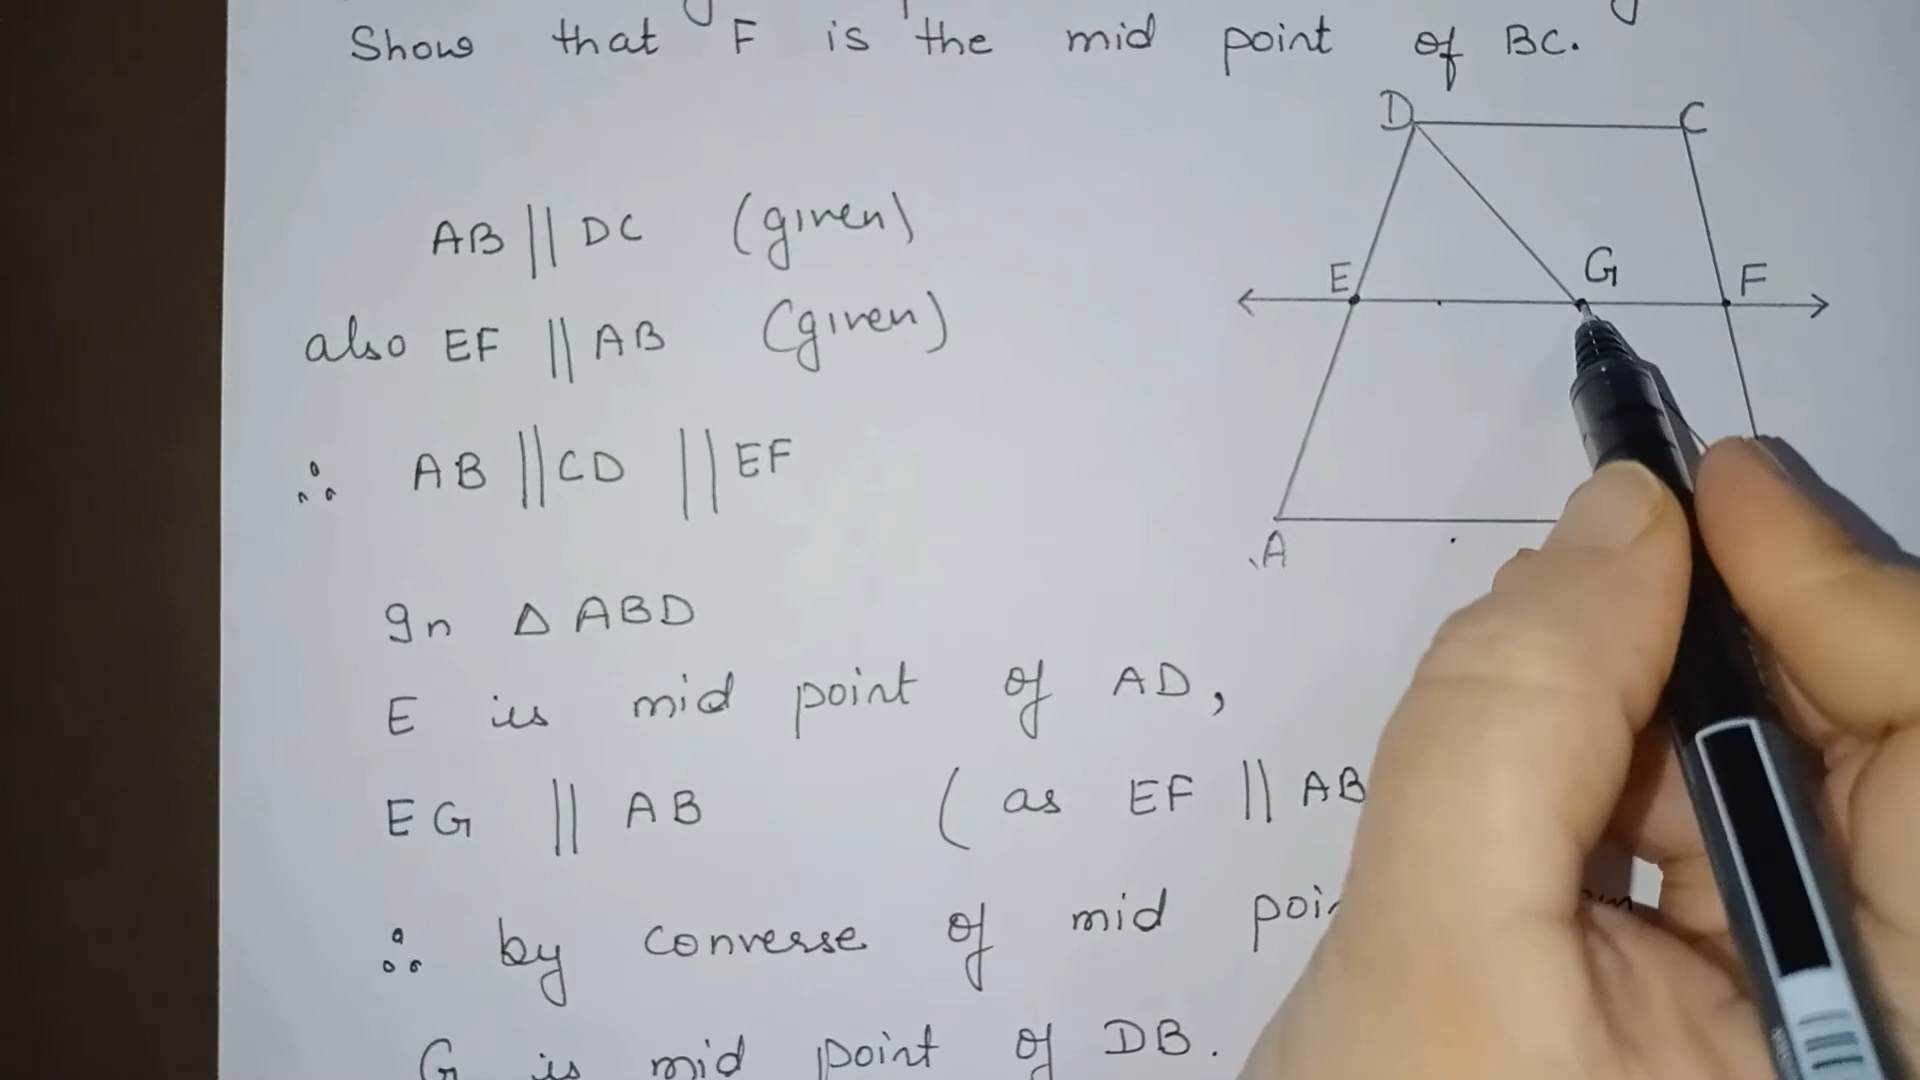 Show that F is the mid point of BC.
D C
AB || DC (given)
E G F
also EF || AB (given)
∴ AB || CD || EF
A
In △ ABD
E is mid point of AD,
EG || AB (as EF || AB
∴ by converse of mid
G is mid point of DB.